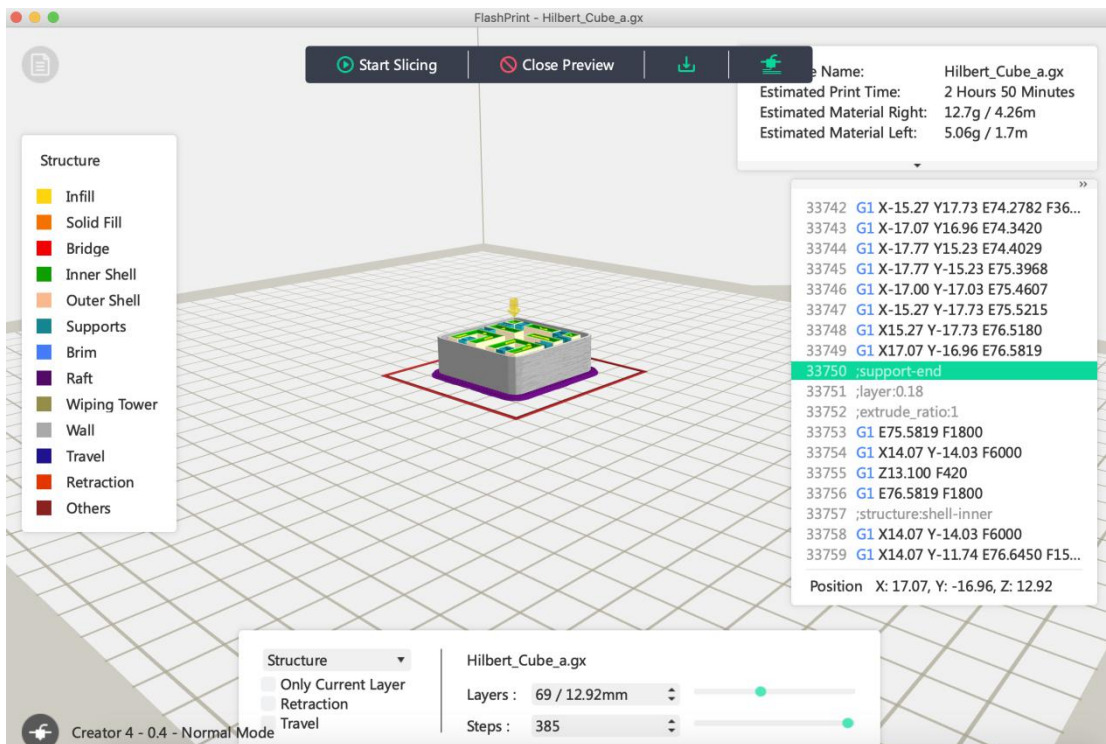 FlashPrint - Hilbert_Cube_a.gx
Start Slicing
Close Preview
Name:
Hilbert_Cube_a.gx
Estimated Print Time:
2 Hours 50 Minutes
Estimated Material Right:
12.7g / 4.26m
Estimated Material Left:
5.06g / 1.7m
Structure
Infill
Solid Fill
Bridge
Inner Shell
Outer Shell
Supports
Brim
Raft
Wiping Tower
Wall
Travel
Retraction
Others
33742 G1 X-15.27 Y17.73 E74.2782 F36...
33743 G1 X-17.07 Y16.96 E74.3420
33744 G1 X-17.77 Y15.23 E74.4029
33745 G1 X-17.77 Y-15.23 E75.3968
33746 G1 X-17.00 Y-17.03 E75.4607
33747 G1 X-15.27 Y-17.73 E75.5215
33748 G1 X15.27 Y-17.73 E76.5180
33749 G1 X17.07 Y-16.96 E76.5819
33750 ;support-end
33751 ;layer:0.18
33752 ;extrude_ratio:1
33753 G1 E75.5819 F1800
33754 G1 X14.07 Y-14.03 F6000
33755 G1 Z13.100 F420
33756 G1 E76.5819 F1800
33757 ;structure:shell-inner
33758 G1 X14.07 Y-14.03 F6000
33759 G1 X14.07 Y-11.74 E76.6450 F15...
Position X: 17.07, Y: -16.96, Z: 12.92
Structure
Only Current Layer
Retraction
Travel
Hilbert_Cube_a.gx
Layers : 69 / 12.92mm
Steps : 385
Creator 4 - 0.4 - Normal Mode